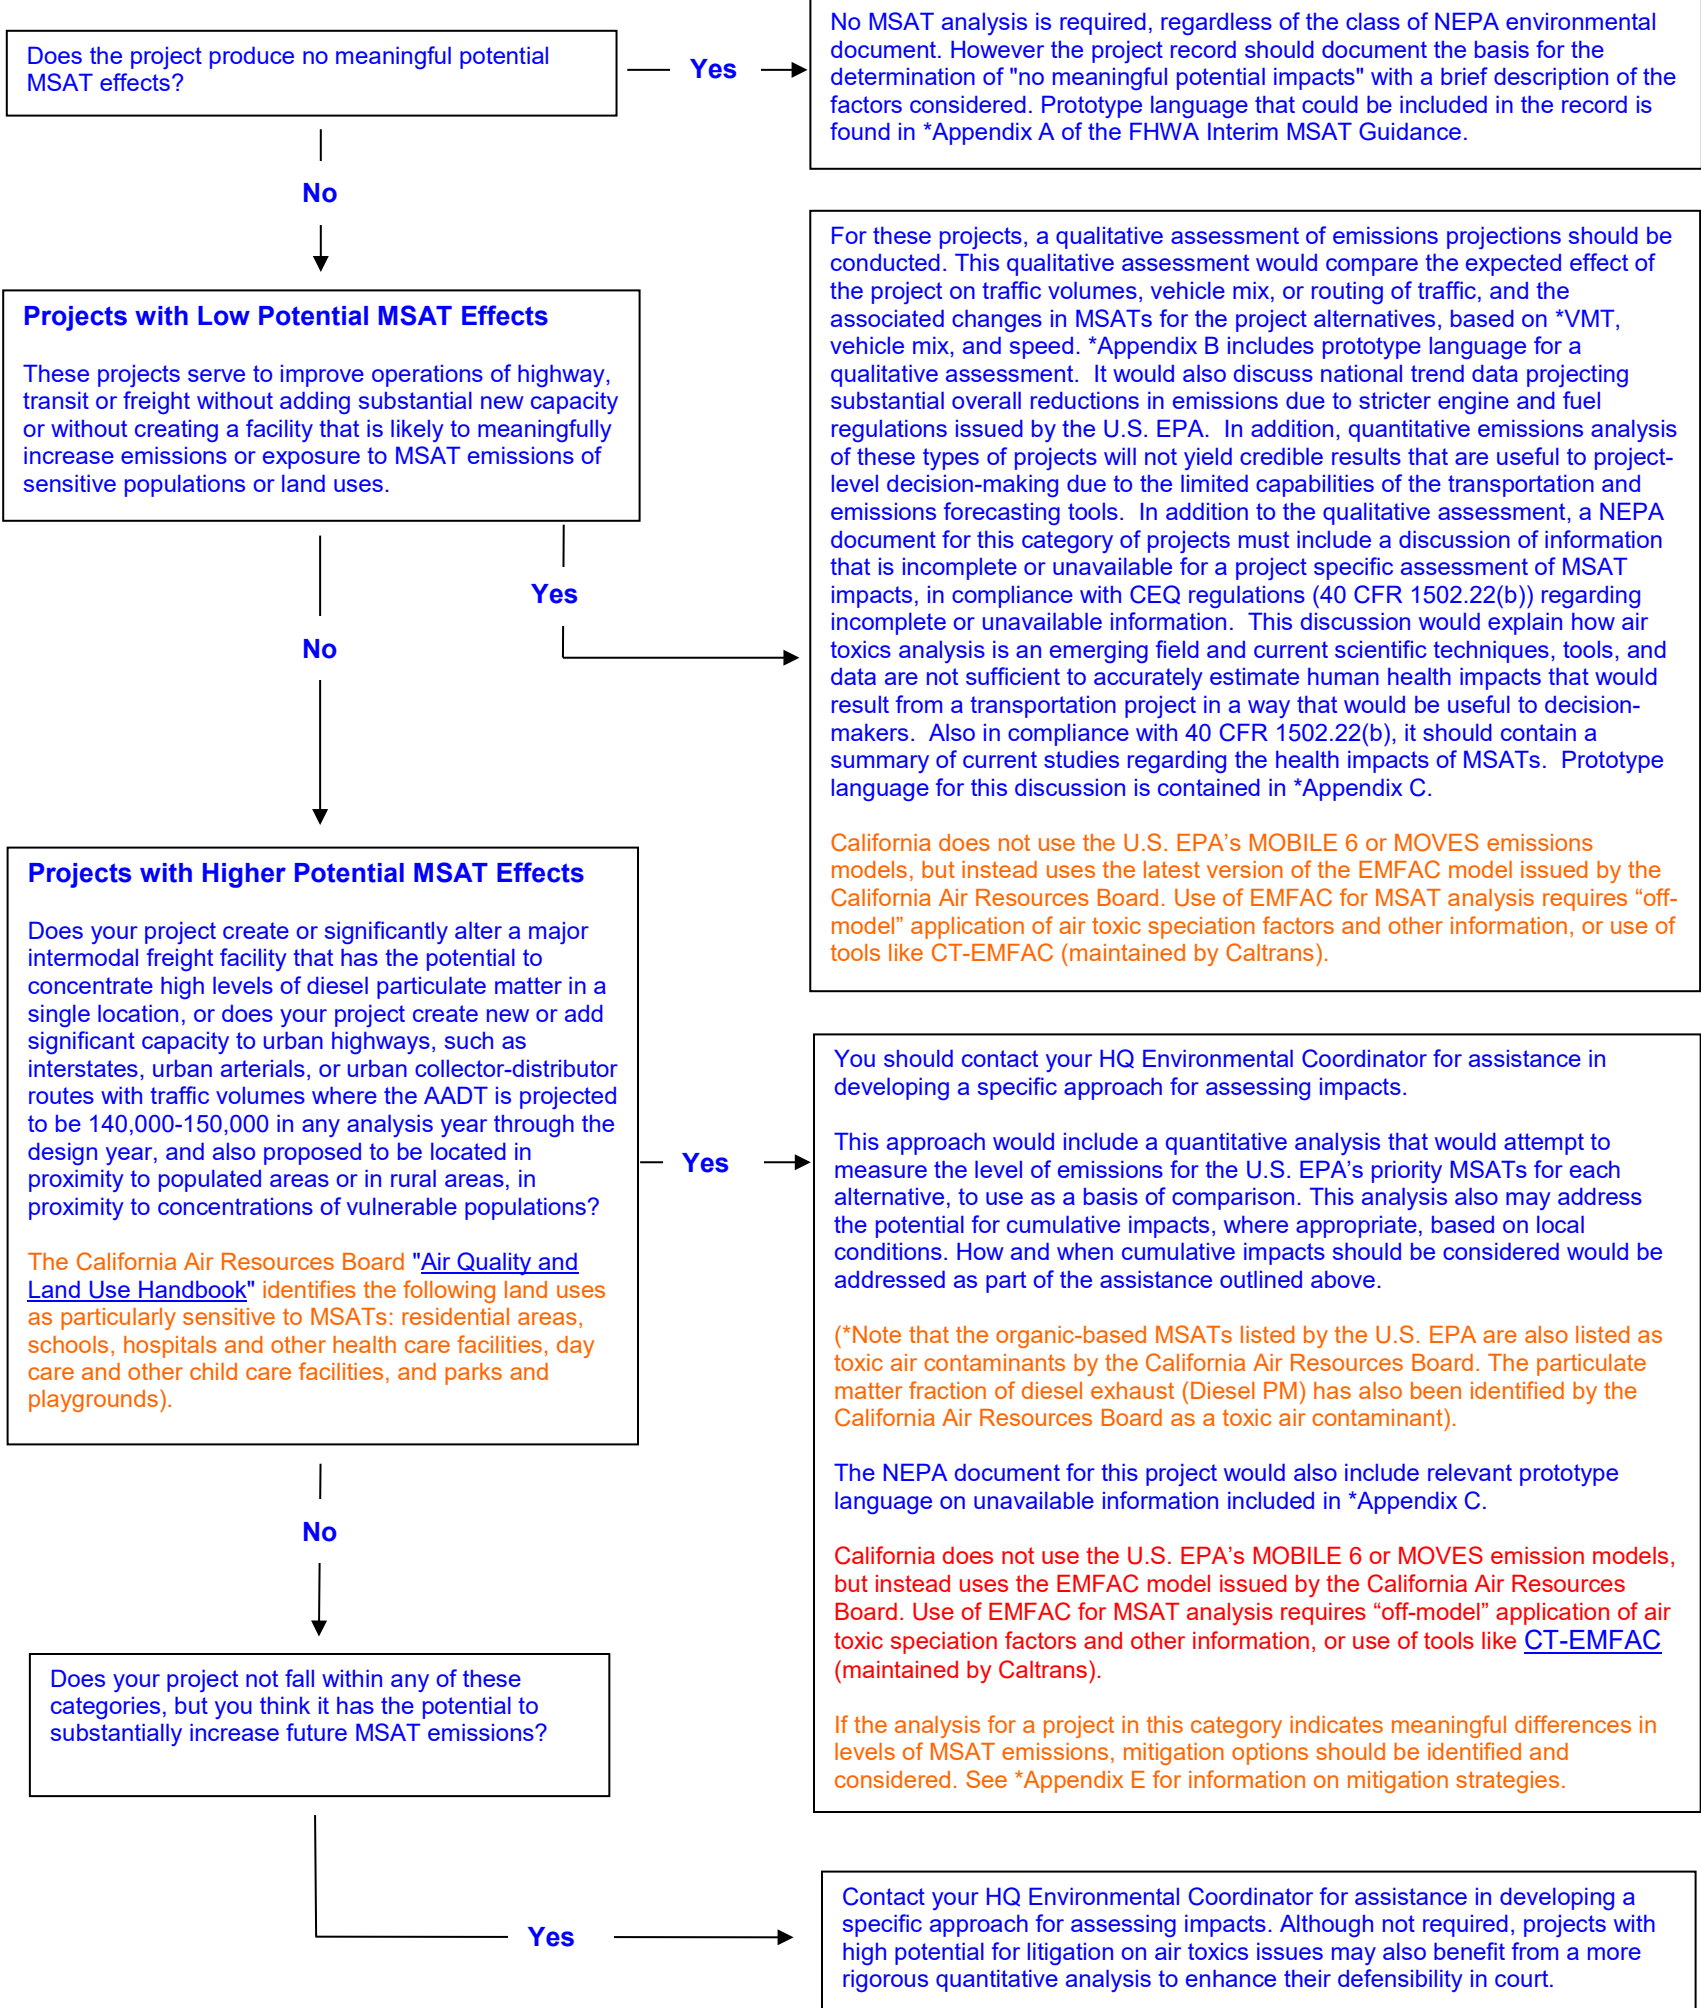 Does the project produce no meaningful potential
MSAT effects?
Yes
No MSAT analysis is required, regardless of the class of NEPA environmental
document. However the project record should document the basis for the
determination of "no meaningful potential impacts" with a brief description of the
factors considered. Prototype language that could be included in the record is
found in *Appendix A of the FHWA Interim MSAT Guidance.
No
Projects with Low Potential MSAT Effects
These projects serve to improve operations of highway,
transit or freight without adding substantial new capacity
or without creating a facility that is likely to meaningfully
increase emissions or exposure to MSAT emissions of
sensitive populations or land uses.
Yes
For these projects, a qualitative assessment of emissions projections should be
conducted. This qualitative assessment would compare the expected effect of
the project on traffic volumes, vehicle mix, or routing of traffic, and the
associated changes in MSATs for the project alternatives, based on *VMT,
vehicle mix, and speed. *Appendix B includes prototype language for a
qualitative assessment.  It would also discuss national trend data projecting
substantial overall reductions in emissions due to stricter engine and fuel
regulations issued by the U.S. EPA.  In addition, quantitative emissions analysis
of these types of projects will not yield credible results that are useful to project-
level decision-making due to the limited capabilities of the transportation and
emissions forecasting tools.  In addition to the qualitative assessment, a NEPA
document for this category of projects must include a discussion of information
that is incomplete or unavailable for a project specific assessment of MSAT
impacts, in compliance with CEQ regulations (40 CFR 1502.22(b)) regarding
incomplete or unavailable information.  This discussion would explain how air
toxics analysis is an emerging field and current scientific techniques, tools, and
data are not sufficient to accurately estimate human health impacts that would
result from a transportation project in a way that would be useful to decision-
makers.  Also in compliance with 40 CFR 1502.22(b), it should contain a
summary of current studies regarding the health impacts of MSATs.  Prototype
language for this discussion is contained in *Appendix C.
California does not use the U.S. EPA’s MOBILE 6 or MOVES emissions
models, but instead uses the latest version of the EMFAC model issued by the
California Air Resources Board. Use of EMFAC for MSAT analysis requires “off-
model” application of air toxic speciation factors and other information, or use of
tools like CT-EMFAC (maintained by Caltrans).
No
Projects with Higher Potential MSAT Effects
Does your project create or significantly alter a major
intermodal freight facility that has the potential to
concentrate high levels of diesel particulate matter in a
single location, or does your project create new or add
significant capacity to urban highways, such as
interstates, urban arterials, or urban collector-distributor
routes with traffic volumes where the AADT is projected
to be 140,000-150,000 in any analysis year through the
design year, and also proposed to be located in
proximity to populated areas or in rural areas, in
proximity to concentrations of vulnerable populations?
The California Air Resources Board "Air Quality and
Land Use Handbook" identifies the following land uses
as particularly sensitive to MSATs: residential areas,
schools, hospitals and other health care facilities, day
care and other child care facilities, and parks and
playgrounds).
Yes
You should contact your HQ Environmental Coordinator for assistance in
developing a specific approach for assessing impacts.
This approach would include a quantitative analysis that would attempt to
measure the level of emissions for the U.S. EPA’s priority MSATs for each
alternative, to use as a basis of comparison. This analysis also may address
the potential for cumulative impacts, where appropriate, based on local
conditions. How and when cumulative impacts should be considered would be
addressed as part of the assistance outlined above.
(*Note that the organic-based MSATs listed by the U.S. EPA are also listed as
toxic air contaminants by the California Air Resources Board. The particulate
matter fraction of diesel exhaust (Diesel PM) has also been identified by the
California Air Resources Board as a toxic air contaminant).
The NEPA document for this project would also include relevant prototype
language on unavailable information included in *Appendix C.
California does not use the U.S. EPA’s MOBILE 6 or MOVES emission models,
but instead uses the EMFAC model issued by the California Air Resources
Board. Use of EMFAC for MSAT analysis requires “off-model” application of air
toxic speciation factors and other information, or use of tools like CT-EMFAC
(maintained by Caltrans).
If the analysis for a project in this category indicates meaningful differences in
levels of MSAT emissions, mitigation options should be identified and
considered. See *Appendix E for information on mitigation strategies.
No
Does your project not fall within any of these
categories, but you think it has the potential to
substantially increase future MSAT emissions?
Yes
Contact your HQ Environmental Coordinator for assistance in developing a
specific approach for assessing impacts. Although not required, projects with
high potential for litigation on air toxics issues may also benefit from a more
rigorous quantitative analysis to enhance their defensibility in court.